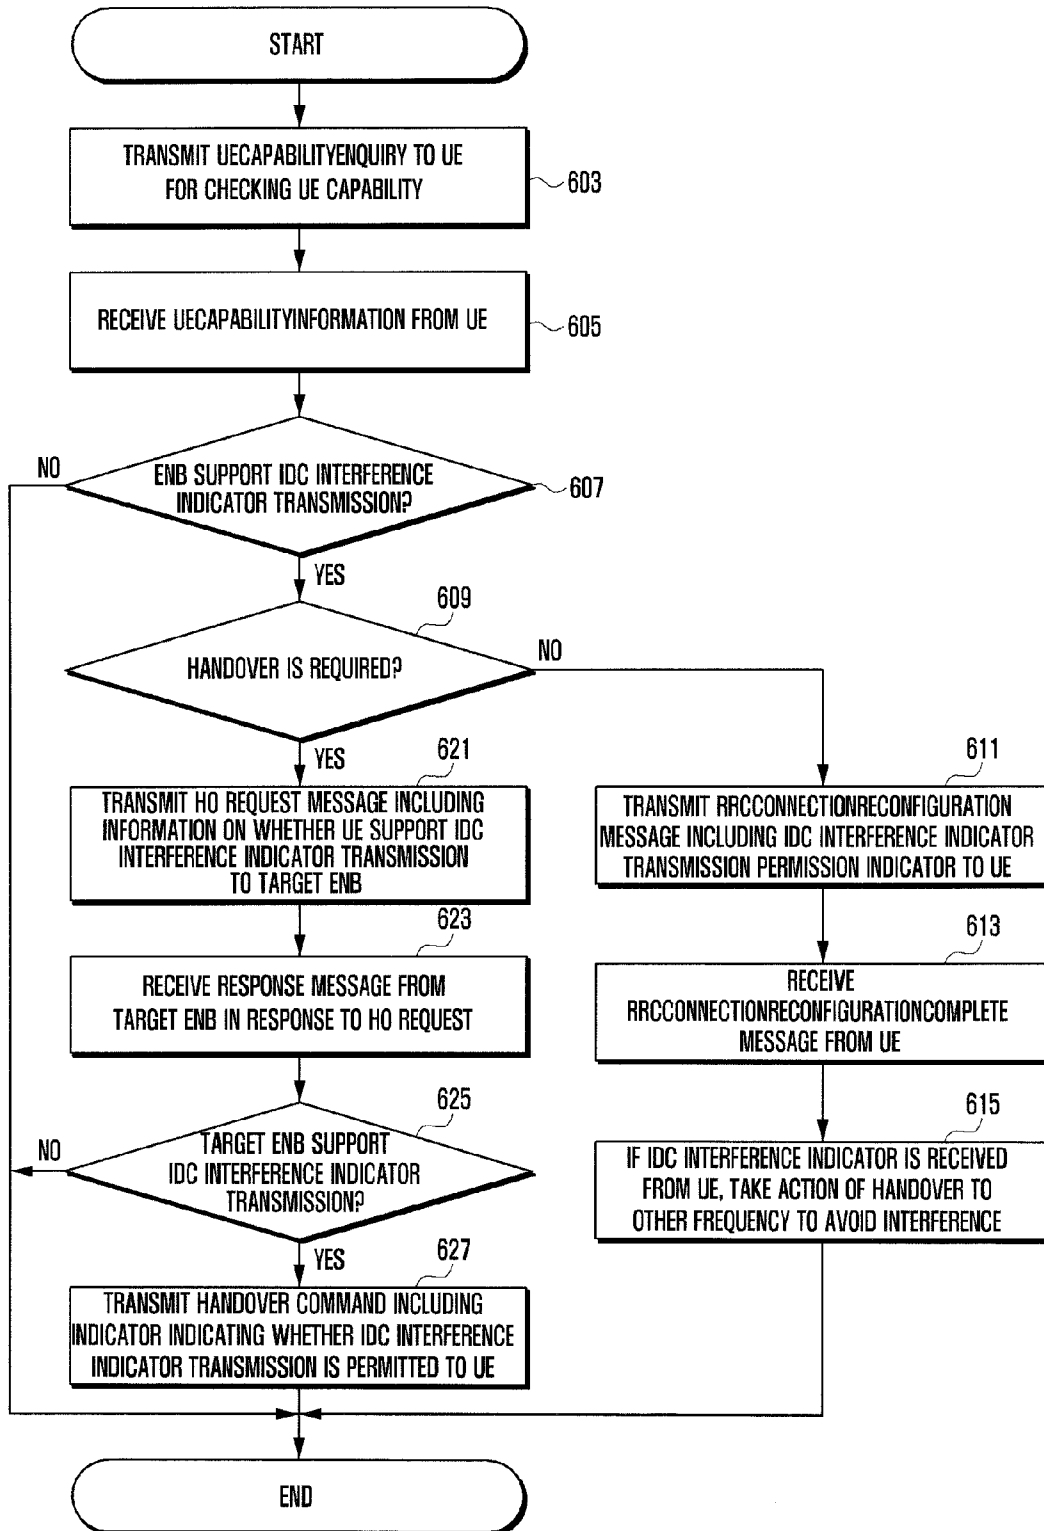 START
TRANSMIT UECAPABILITYENQUIRY TO UE
FOR CHECKING UE CAPABILITY
603
RECEIVE UECAPABILITYINFORMATION FROM UE
605
NO
ENB SUPPORT IDC INTERFERENCE
INDICATOR TRANSMISSION?
607
YES
609
HANDOVER IS REQUIRED?
NO
YES
621
TRANSMIT HO REQUEST MESSAGE INCLUDING
INFORMATION ON WHETHER UE SUPPORT IDC
INTERFERENCE INDICATOR TRANSMISSION
TO TARGET ENB
611
TRANSMIT RRCCONNECTIONRECONFIGURATION
MESSAGE INCLUDING IDC INTERFERENCE INDICATOR
TRANSMISSION PERMISSION INDICATOR TO UE
623
RECEIVE RESPONSE MESSAGE FROM
TARGET ENB IN RESPONSE TO HO REQUEST
613
RECEIVE
RRCCONNECTIONRECONFIGURATIONCOMPLETE
MESSAGE FROM UE
625
NO
TARGET ENB SUPPORT
IDC INTERFERENCE INDICATOR
TRANSMISSION?
YES
615
IF IDC INTERFERENCE INDICATOR IS RECEIVED
FROM UE, TAKE ACTION OF HANDOVER TO
OTHER FREQUENCY TO AVOID INTERFERENCE
627
TRANSMIT HANDOVER COMMAND INCLUDING
INDICATOR INDICATING WHETHER IDC INTERFERENCE
INDICATOR TRANSMISSION IS PERMITTED TO UE
END